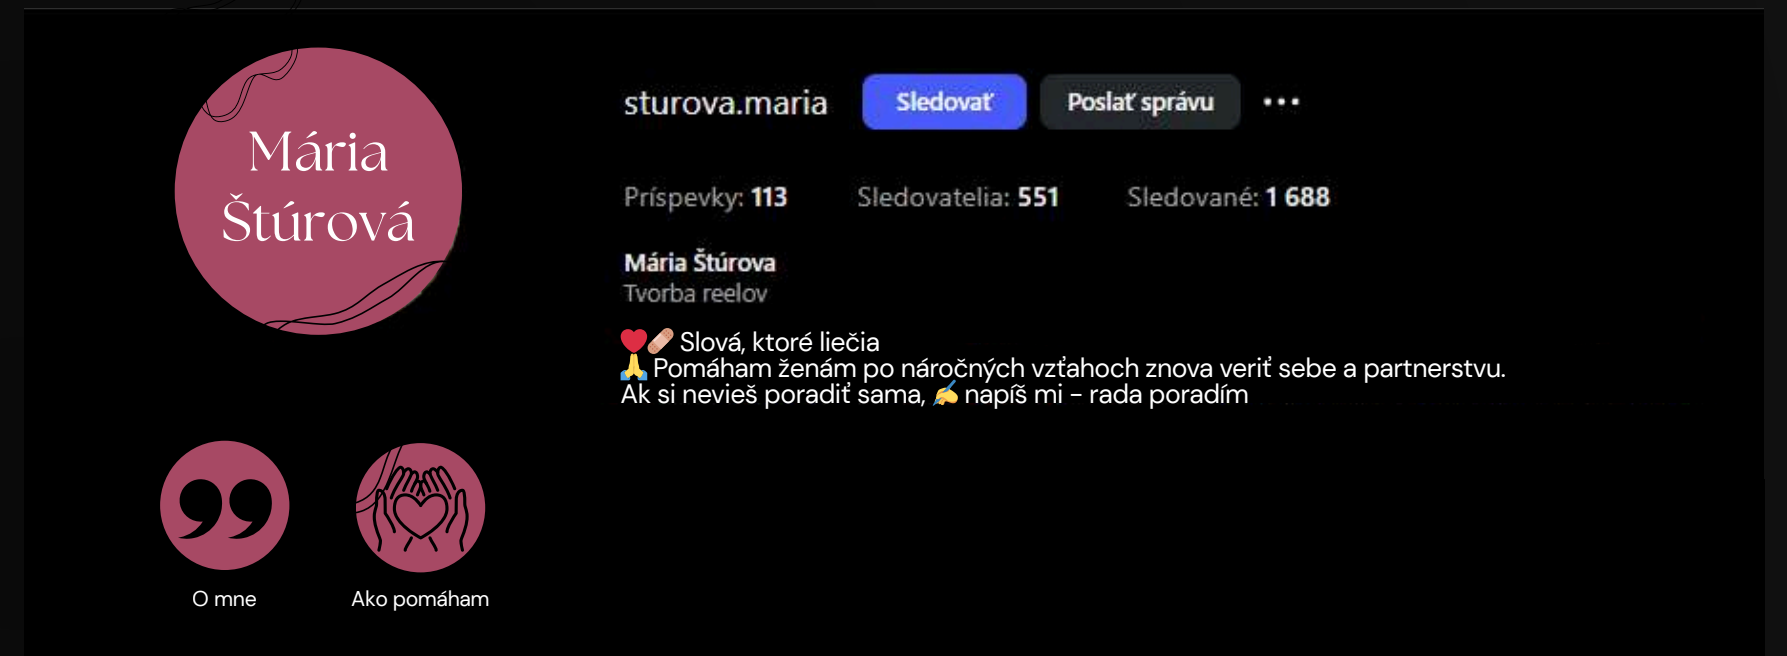 Mária
Štúrová
sturova.maria
Sledovať
Poslať správu
Príspevky: 113
Sledovatelia: 551
Sledované: 1 688
Mária Štúrova
Tvorba reelov
❤️🩹 Slová, ktoré liečia
🙏 Pomáham ženám po náročných vzťahoch znova veriť sebe a partnerstvu.
Ak si nevieš poradiť sama, ✍️ napíš mi - rada poradím
O mne
Ako pomáham